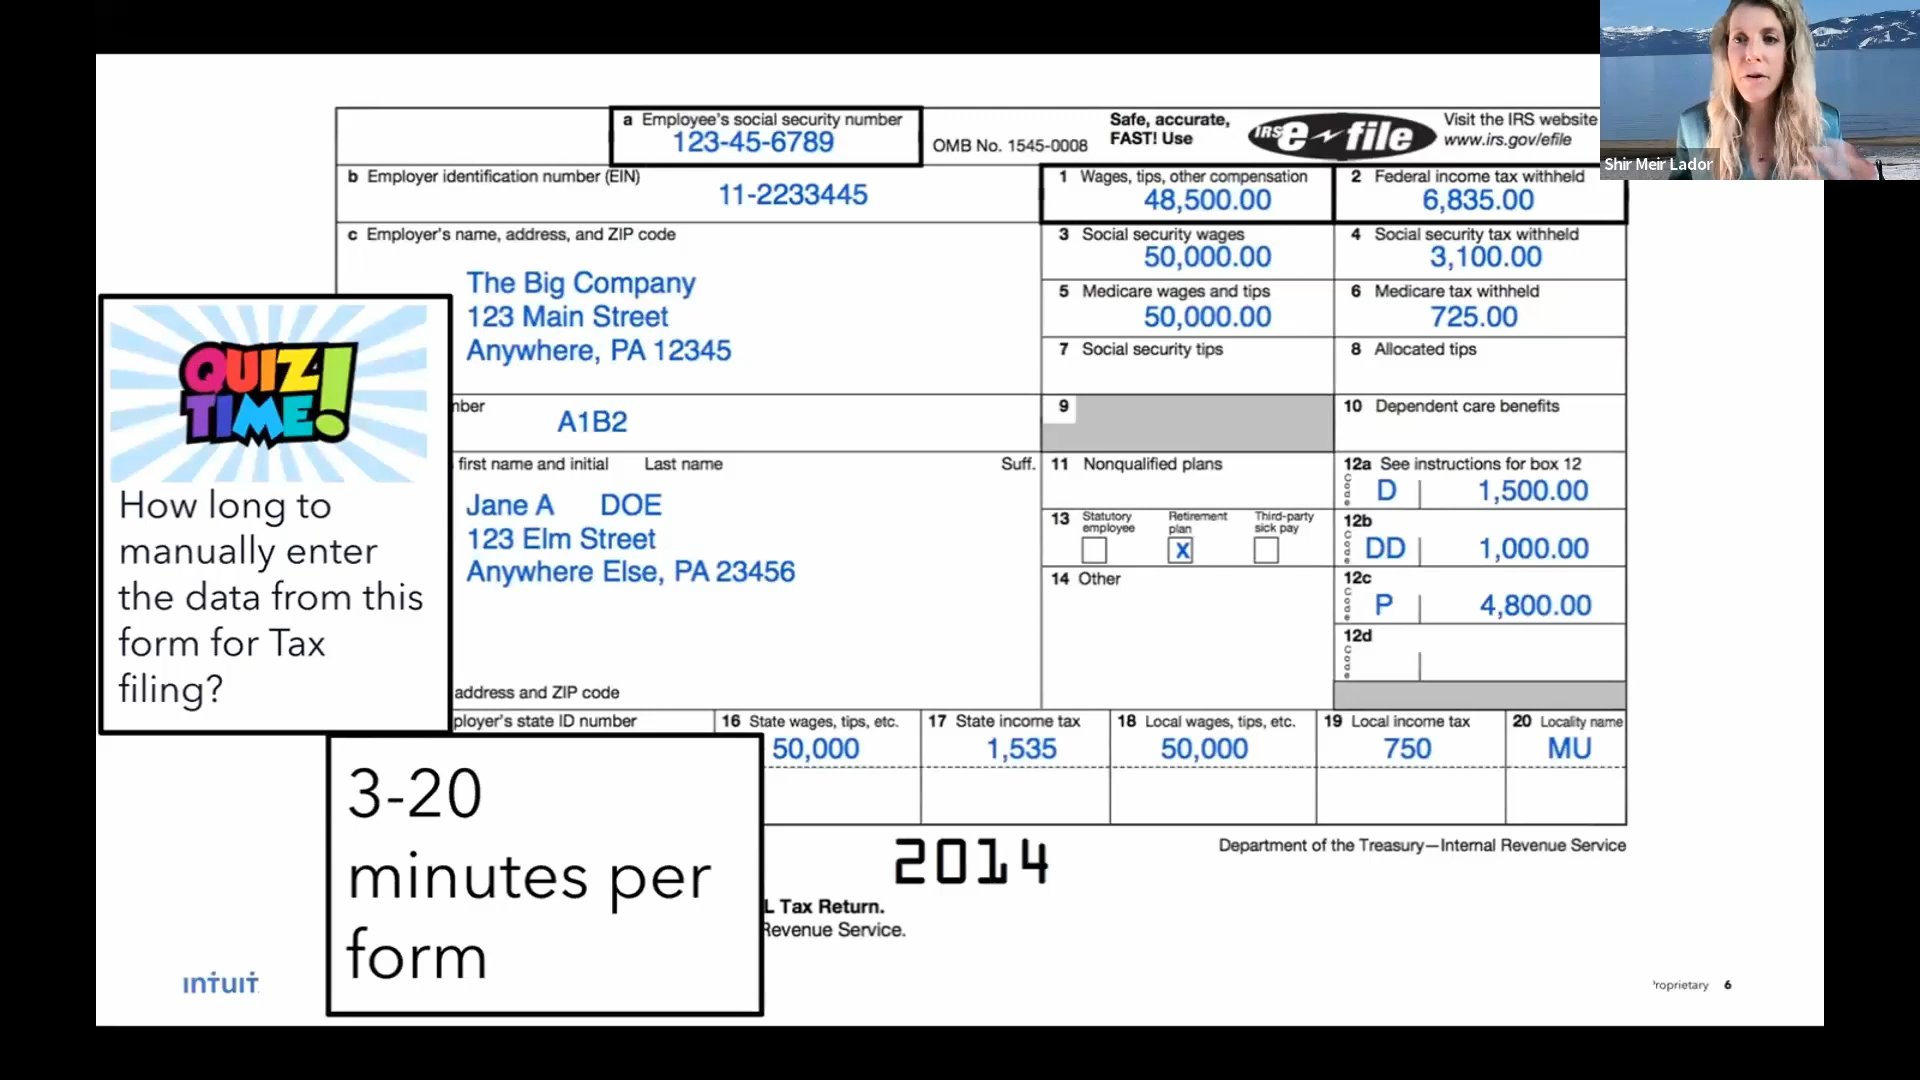 a Employee's social security number
123-45-6789
OMB No. 1545-0008
Safe, accurate,
FAST! Use
IRS e file
Visit the IRS website
www.irs.gov/efile
Shir Meir Lador
b Employer identification number (EIN)
11-2233445
1 Wages, tips, other compensation
48,500.00
2 Federal income tax withheld
6,835.00
c Employer's name, address, and ZIP code
The Big Company
123 Main Street
Anywhere, PA 12345
3 Social security wages
50,000.00
4 Social security tax withheld
3,100.00
5 Medicare wages and tips
50,000.00
6 Medicare tax withheld
725.00
7 Social security tips
8 Allocated tips
nber
A1B2
9
10 Dependent care benefits
first name and initial
Last name
Suff.
Jane A DOE
123 Elm Street
Anywhere Else, PA 23456
address and ZIP code
11 Nonqualified plans
12a See instructions for box 12
Code
D 1,500.00
13 Statutory employee
Retirement plan
X
Third-party sick pay
12b
Code
DD 1,000.00
14 Other
12c
Code
P 4,800.00
12d
Code
ployer's state ID number
16 State wages, tips, etc.
50,000
17 State income tax
1,535
18 Local wages, tips, etc.
50,000
19 Local income tax
750
20 Locality name
MU
2014
Department of the Treasury—Internal Revenue Service
L Tax Return.
Revenue Service.
QUIZ
TIME!
How long to
manually enter
the data from this
form for Tax
filing?
3-20
minutes per
form
INTUIT
roprietary 6